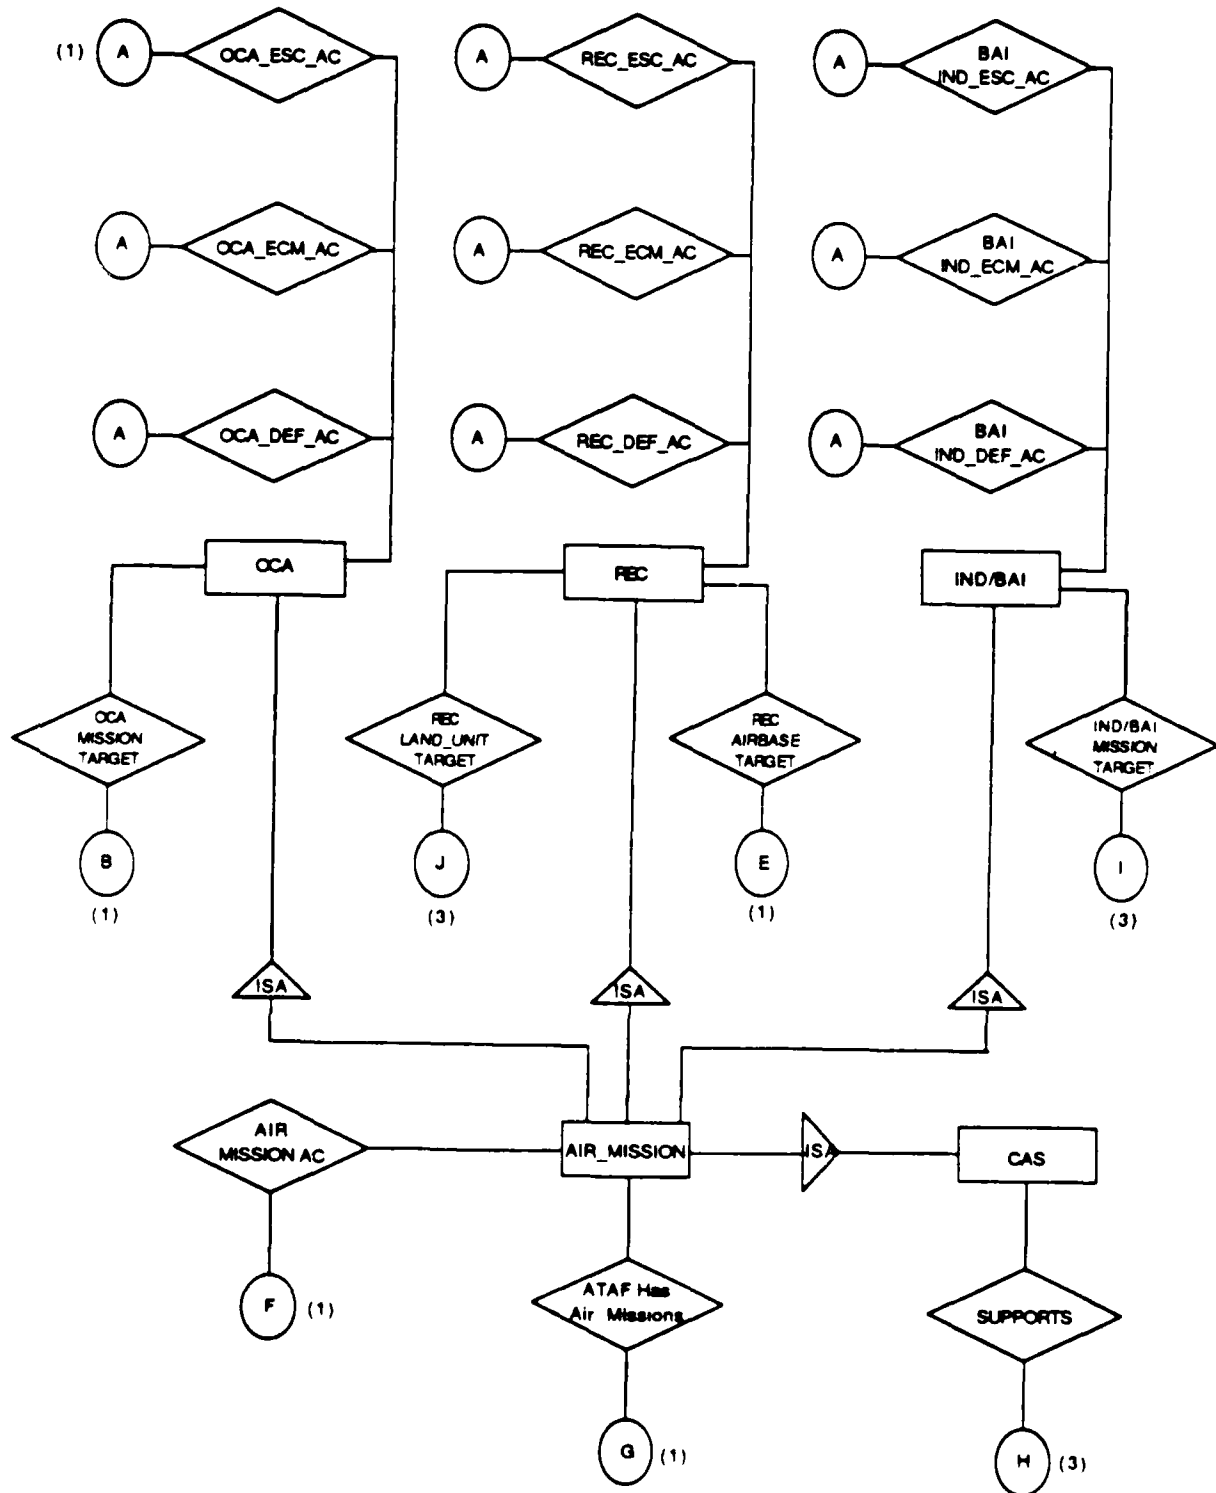 (1) A OCA_ESC_AC A REC_ESC_AC A BAI
IND_ESC_AC
A OCA_ECM_AC A REC_ECM_AC A BAI
IND_ECM_AC
A OCA_DEF_AC A REC_DEF_AC A BAI
IND_DEF_AC
OCA REC IND/BAI
OCA
MISSION
TARGET
REC
LAND_UNIT
TARGET
REC
AIRBASE
TARGET
IND/BAI
MISSION
TARGET
B J E I
(1) (3) (1) (3)
ISA ISA ISA
AIR
MISSION AC
AIR_MISSION ISA CAS
F (1)
ATAF Has
Air Missions
SUPPORTS
G (1)
H (3)